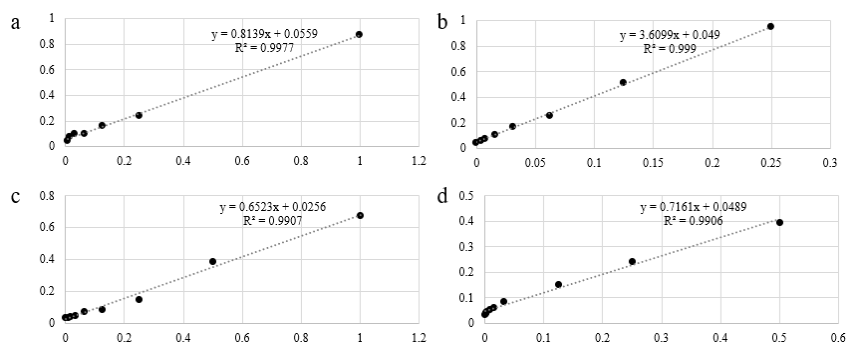 a
y = 0.8139x + 0.0559
R² = 0.9977
1
0.8
0.6
0.4
0.2
0
0 0.2 0.4 0.6 0.8 1 1.2
b
y = 3.6099x + 0.049
R² = 0.999
1
0.8
0.6
0.4
0.2
0
0 0.05 0.1 0.15 0.2 0.25 0.3
c
y = 0.6523x + 0.0256
R² = 0.9907
0.8
0.6
0.4
0.2
0
0 0.2 0.4 0.6 0.8 1 1.2
d
y = 0.7161x + 0.0489
R² = 0.9906
0.5
0.4
0.3
0.2
0.1
0
0 0.1 0.2 0.3 0.4 0.5 0.6